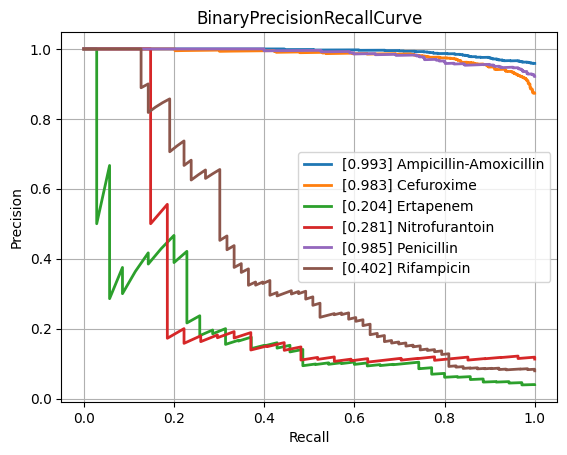 BinaryPrecisionRecallCurve
1.0
0.8
0.6
0.4
0.2
0.0
Precision
[0.993] Ampicillin-Amoxicillin
[0.983] Cefuroxime
[0.204] Ertapenem
[0.281] Nitrofurantoin
[0.985] Penicillin
[0.402] Rifampicin
0.0 0.2 0.4 0.6 0.8 1.0
Recall